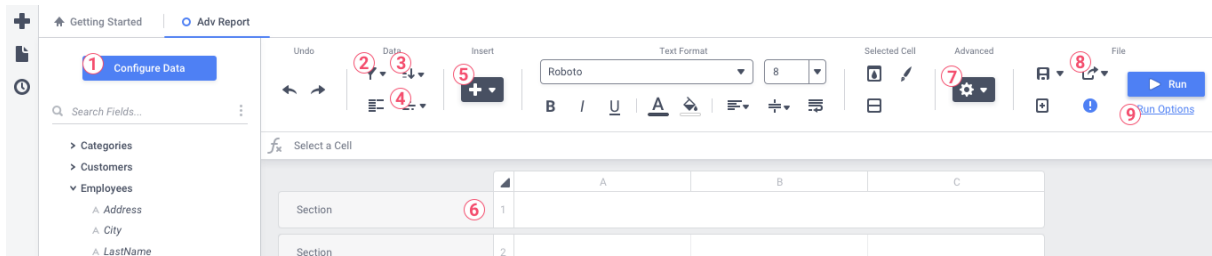 Getting Started
Adv Report
Undo
Data
Insert
Text Format
Selected Cell
Advanced
File
1
Configure Data
2
3
4
5
Roboto
8
7
8
Run
B I U A
9
Run Options
Search Fields...
fx Select a Cell
Categories
Customers
Employees
A Address
A City
A LastName
A
B
C
Section
6
1
Section
2